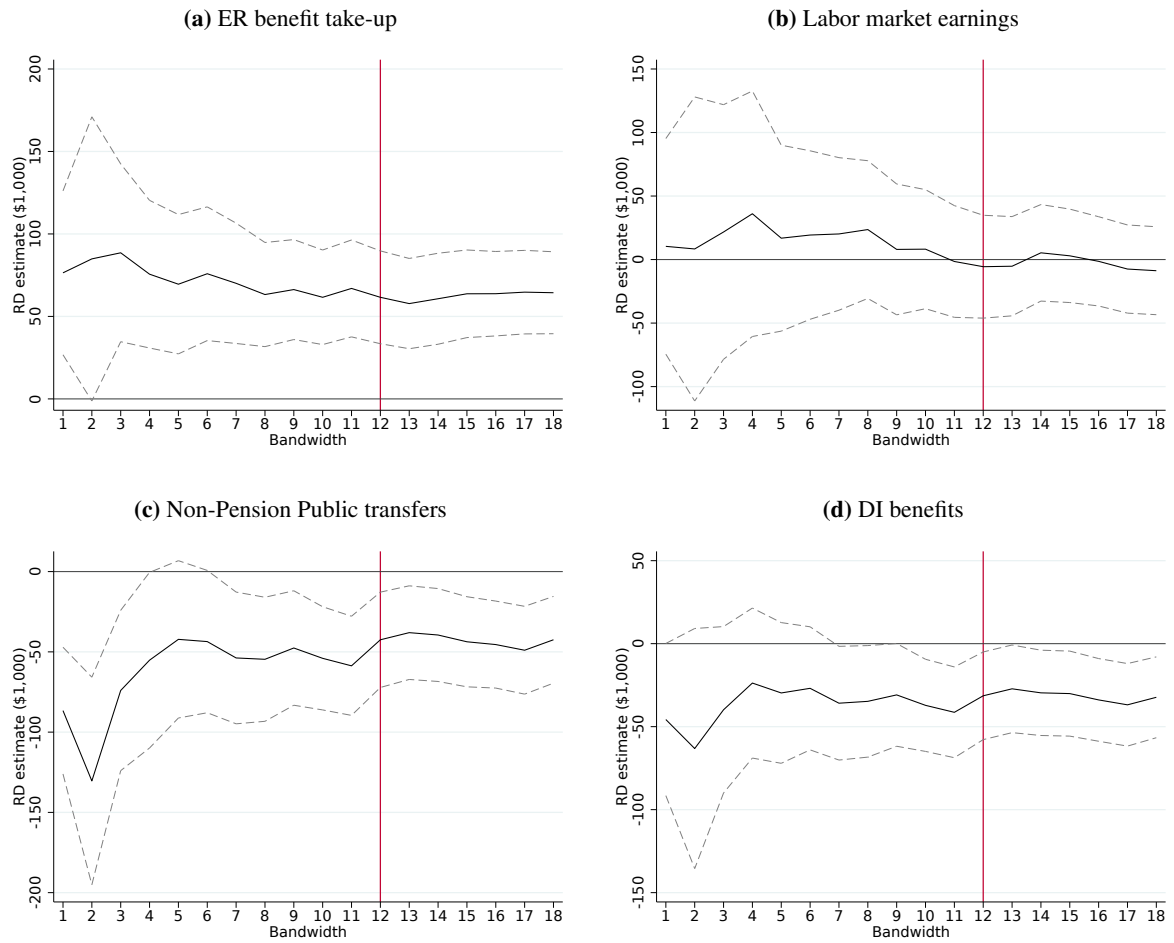 (a) ER benefit take-up
RD estimate ($1,000)
200
150
100
50
0
1 2 3 4 5 6 7 8 9 10 11 12 13 14 15 16 17 18
Bandwidth
(b) Labor market earnings
RD estimate ($1,000)
150
100
50
0
-50
-100
1 2 3 4 5 6 7 8 9 10 11 12 13 14 15 16 17 18
Bandwidth
(c) Non-Pension Public transfers
RD estimate ($1,000)
0
-50
-100
-150
-200
1 2 3 4 5 6 7 8 9 10 11 12 13 14 15 16 17 18
Bandwidth
(d) DI benefits
RD estimate ($1,000)
50
0
-50
-100
-150
1 2 3 4 5 6 7 8 9 10 11 12 13 14 15 16 17 18
Bandwidth